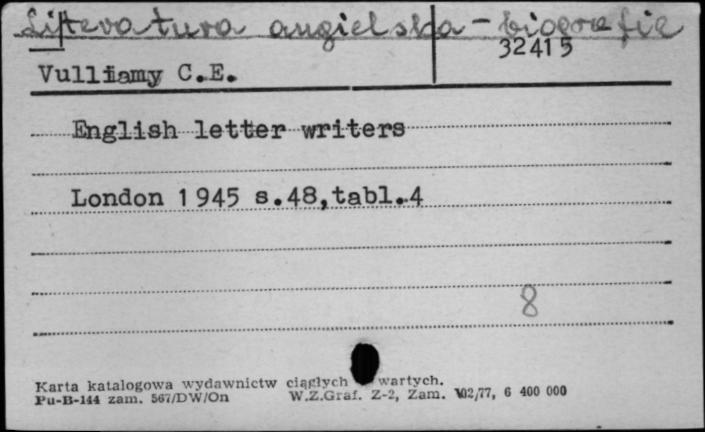 Literatura angielska - biografie
32415
Vulliamy C.E.
English letter writers
London 1945 s.48,tabl.4
8
Karta katalogowa wydawnictw ciągłych wartych.
Pu-B-144 zam. 567/DW/On W.Z.Graf. Z-2, Zam. 102/77, 6 400 000